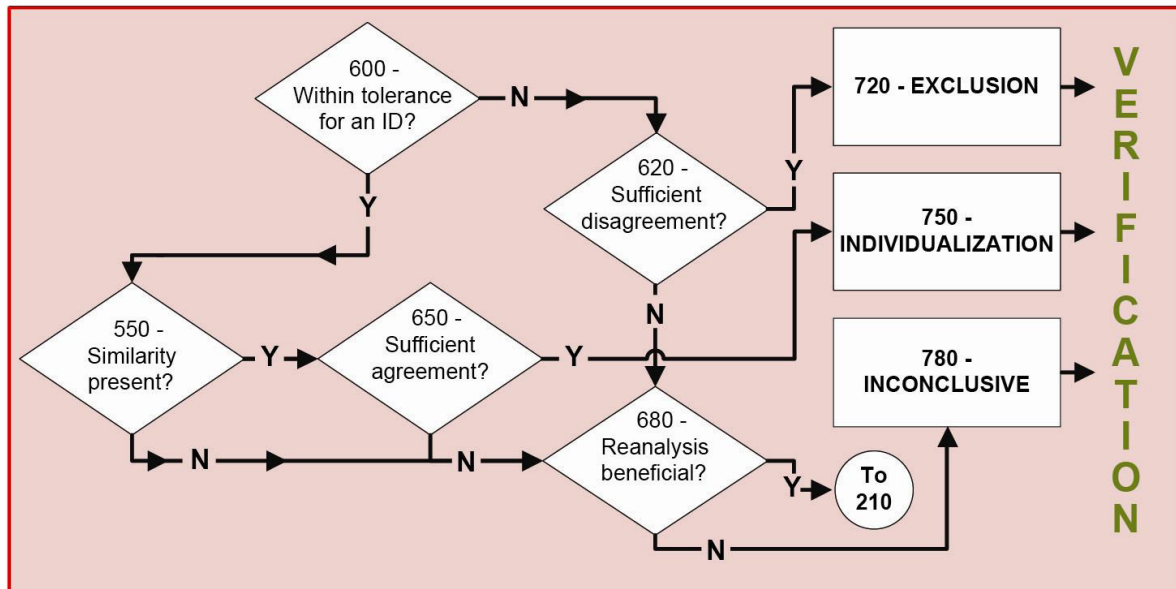 600 -
Within tolerance
for an ID?
N
Y
620 -
Sufficient
disagreement?
Y
N
720 - EXCLUSION
750 -
INDIVIDUALIZATION
550 -
Similarity
present?
Y
N
650 -
Sufficient
agreement?
Y
N
680 -
Reanalysis
beneficial?
Y
N
To
210
780 -
INCONCLUSIVE
VERIFICATION